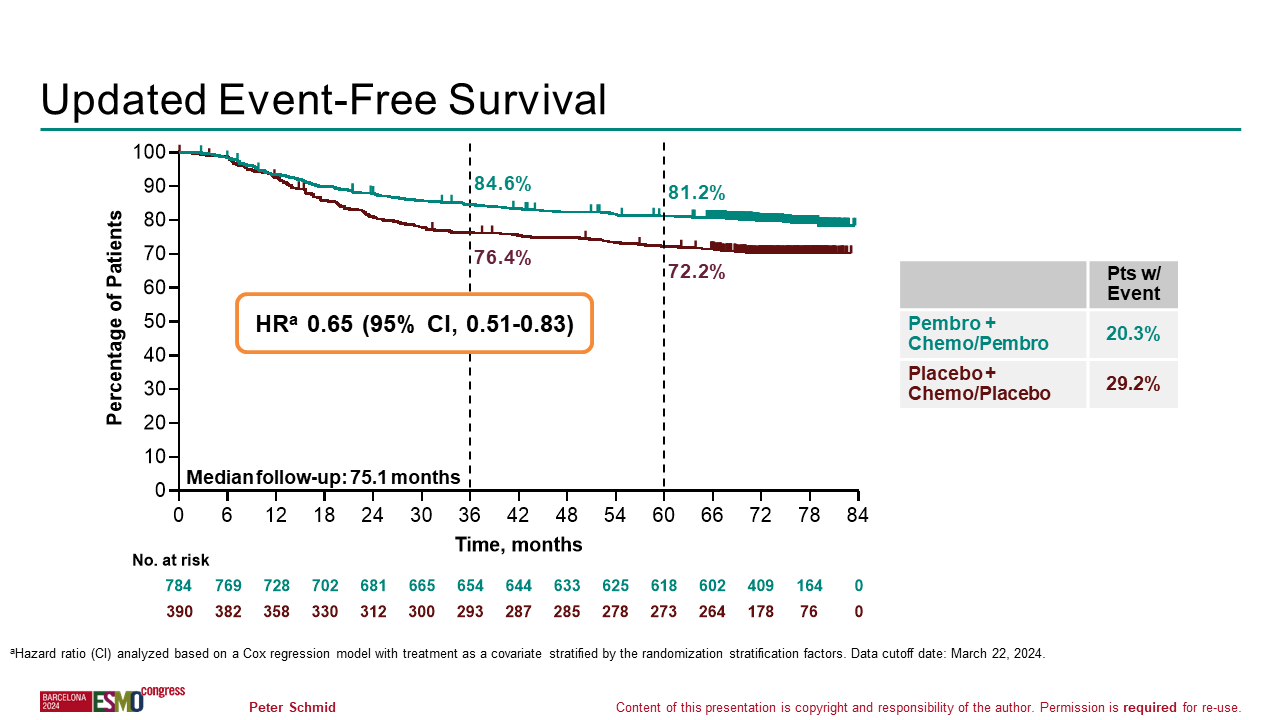 Updated Event-Free Survival
100
90
80
70
60
50
40
30
20
10
0
Percentage of Patients
84.6%
81.2%
76.4%
72.2%
HRᵃ 0.65 (95% CI, 0.51-0.83)
Median follow-up: 75.1 months
0 6 12 18 24 30 36 42 48 54 60 66 72 78 84
Time, months
Pts w/
Event
Pembro +
Chemo/Pembro
20.3%
Placebo +
Chemo/Placebo
29.2%
No. at risk
784 769 728 702 681 665 654 644 633 625 618 602 409 164 0
390 382 358 330 312 300 293 287 285 278 273 264 178 76 0
ᵃHazard ratio (CI) analyzed based on a Cox regression model with treatment as a covariate stratified by the randomization stratification factors. Data cutoff date: March 22, 2024.
BARCELONA
2024
ESMO congress
Peter Schmid
Content of this presentation is copyright and responsibility of the author. Permission is required for re-use.